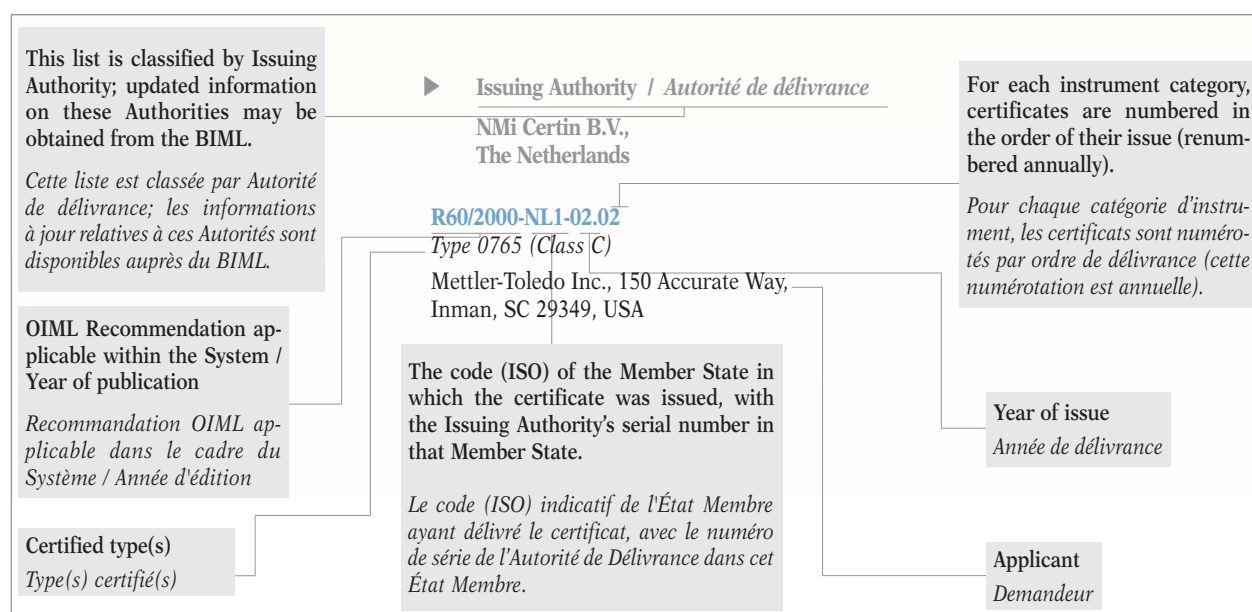 This list is classified by Issuing
Authority; updated information
on these Authorities may be
obtained from the BIML.
Cette liste est classée par Autorité
de délivrance; les informations
à jour relatives à ces Autorités sont
disponibles auprès du BIML.
OIML Recommendation ap-
plicable within the System /
Year of publication
Recommandation OIML ap-
plicable dans le cadre du
Système / Année d'édition
Certified type(s)
Type(s) certifié(s)
Issuing Authority / Autorité de délivrance
NMi Certin B.V.,
The Netherlands
R60/2000-NL1-02.02
Type 0765 (Class C)
Mettler-Toledo Inc., 150 Accurate Way,
Inman, SC 29349, USA
The code (ISO) of the Member State in
which the certificate was issued, with
the Issuing Authority's serial number in
that Member State.
Le code (ISO) indicatif de l'État Membre
ayant délivré le certificat, avec le numéro
de série de l'Autorité de Délivrance dans cet
État Membre.
For each instrument category,
certificates are numbered in
the order of their issue (renum-
bered annually).
Pour chaque catégorie d'instru-
ment, les certificats sont numéro-
tés par ordre de délivrance (cette
numérotation est annuelle).
Year of issue
Année de délivrance
Applicant
Demandeur